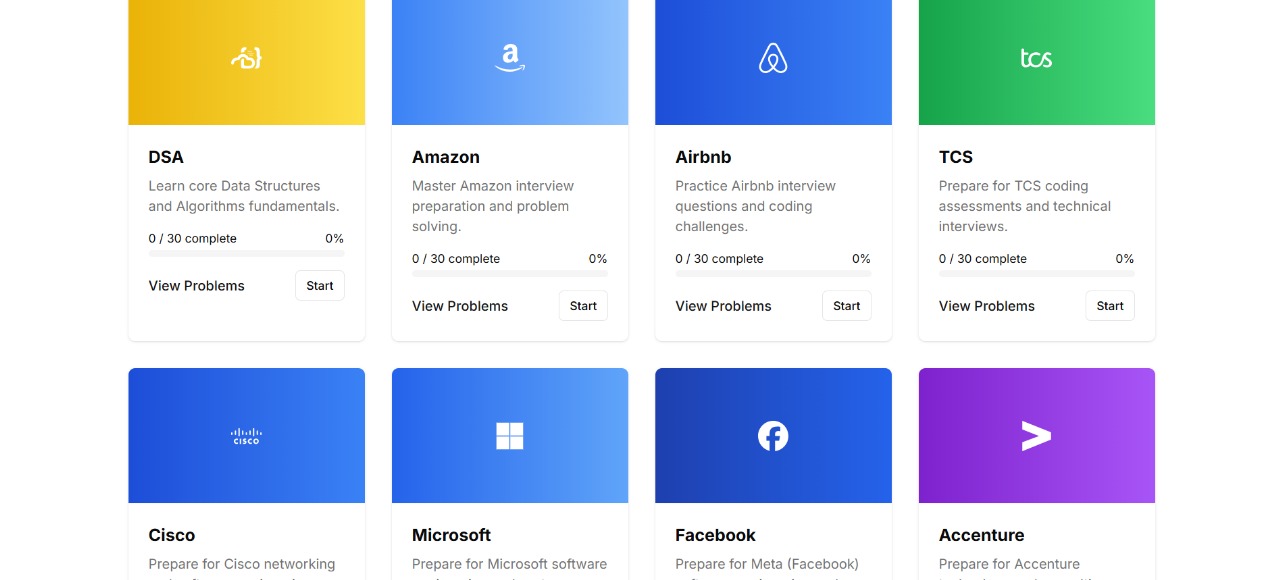 tcs
DSA
Learn core Data Structures
and Algorithms fundamentals.
0 / 30 complete 0%
View Problems Start
Amazon
Master Amazon interview
preparation and problem
solving.
0 / 30 complete 0%
View Problems Start
Airbnb
Practice Airbnb interview
questions and coding
challenges.
0 / 30 complete 0%
View Problems Start
TCS
Prepare for TCS coding
assessments and technical
interviews.
0 / 30 complete 0%
View Problems Start
CISCO
Cisco
Prepare for Cisco networking
Microsoft
Prepare for Microsoft software
Facebook
Prepare for Meta (Facebook)
Accenture
Prepare for Accenture